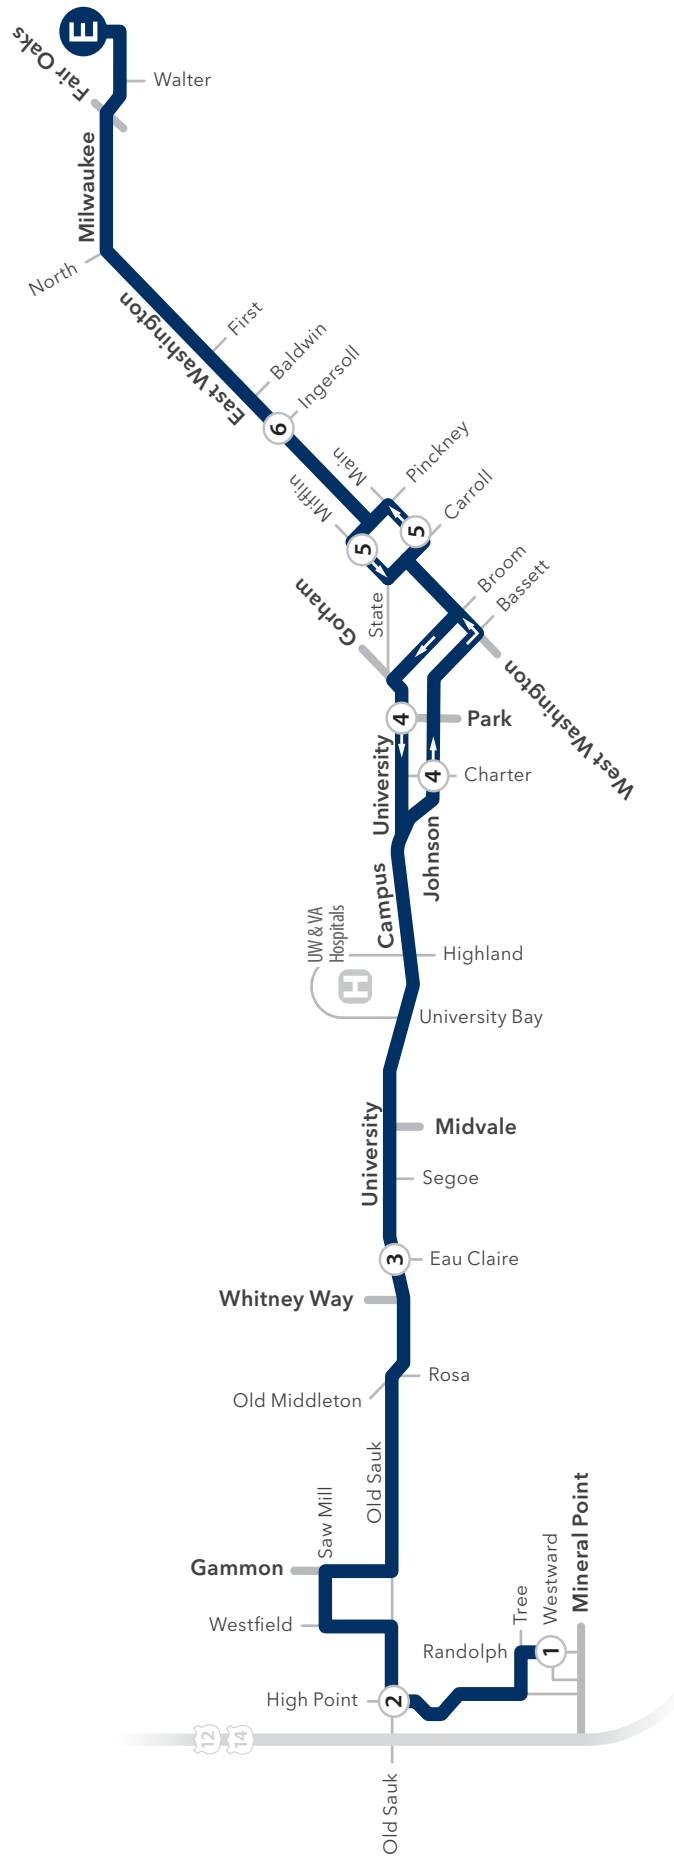 E
Fair Oaks
Walter
Milwaukee
North
East Washington
First
Baldwin
Ingersoll
6
Main
Pinckney
Mifflin
Carroll
5
5
Broom
Bassett
Gorham
State
West Washington
4
Park
University
4
Charter
Johnson
Campus
UW & VA
Hospitals
H
Highland
University Bay
University
Midvale
Segoe
3
Eau Claire
Whitney Way
Rosa
Old Middleton
Old Sauk
Saw Mill
Gammon
Westfield
Mineral Point
Westward
Tree
Randolph
1
High Point
2
12
14
Old Sauk